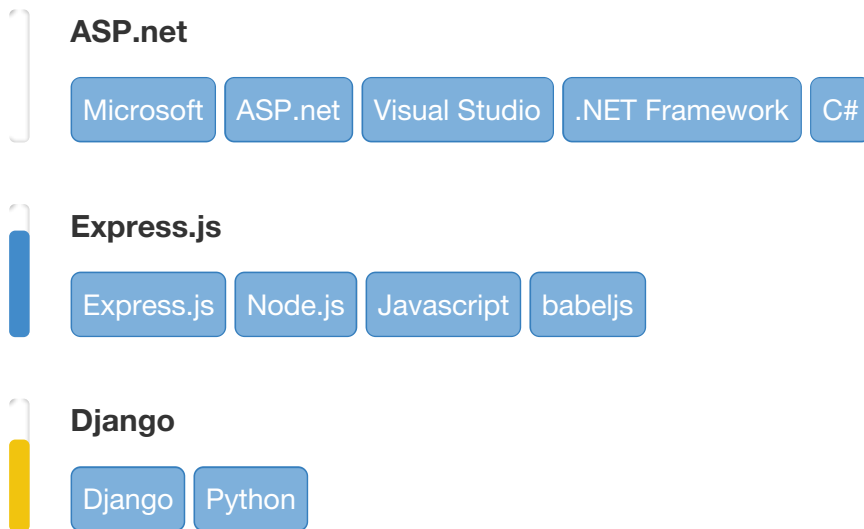 ASP.net
Microsoft ASP.net Visual Studio .NET Framework C#
Express.js
Express.js Node.js Javascript babeljs
Django
Django Python